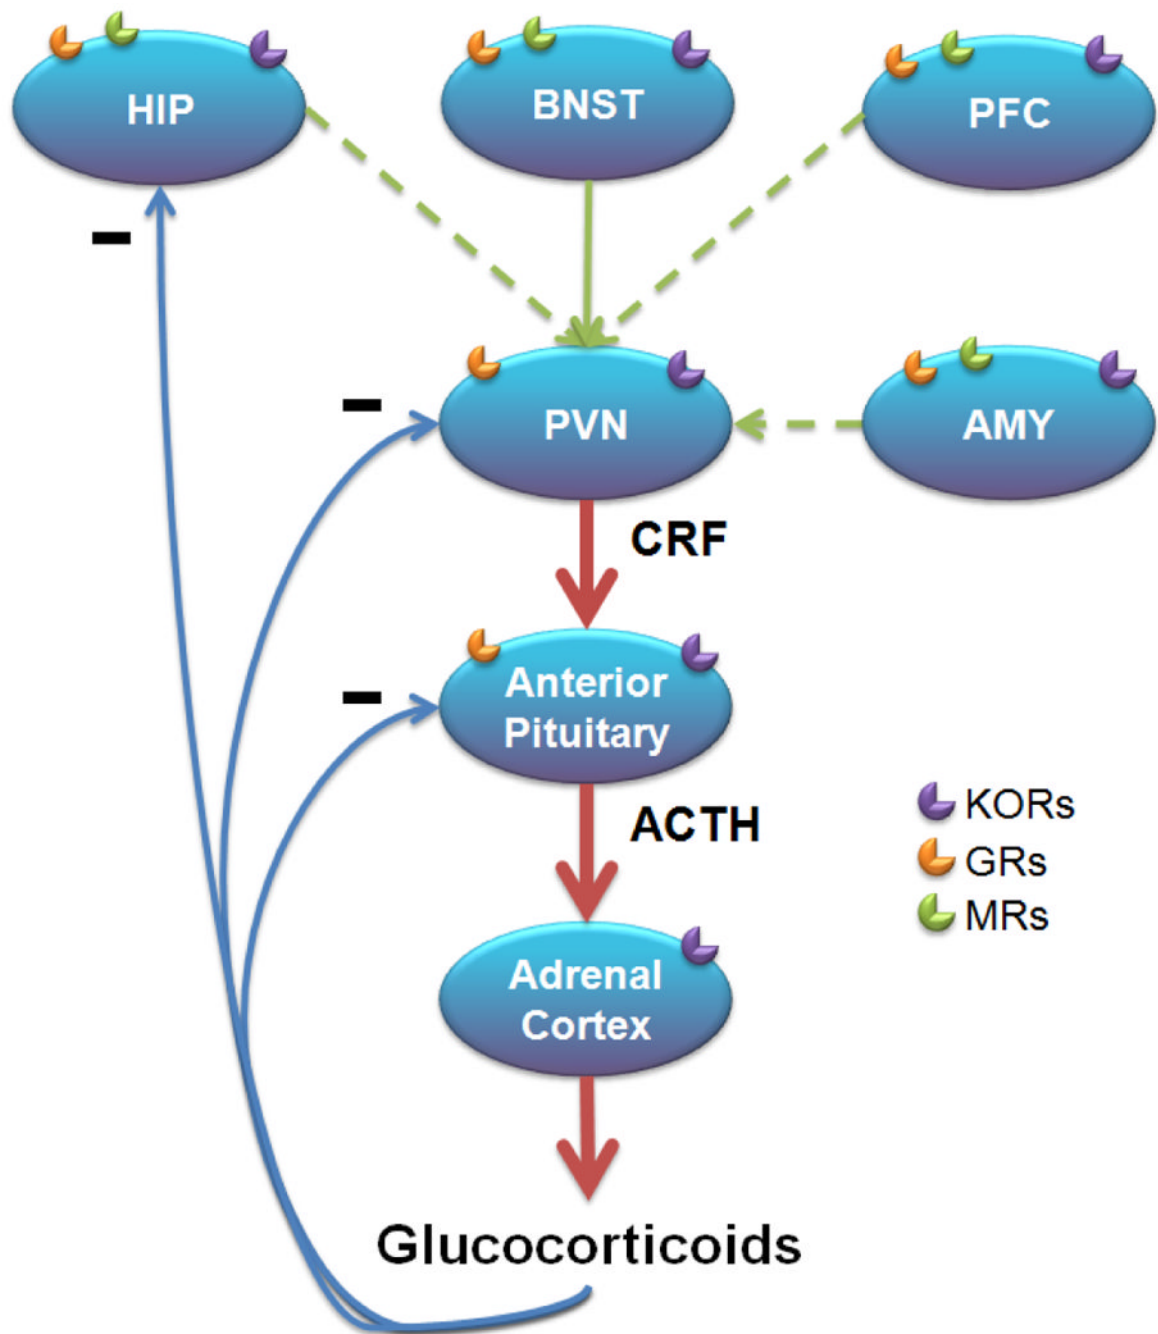 HIP
BNST
PFC
PVN
AMY
CRF
Anterior
Pituitary
ACTH
KORs
GRs
MRs
Adrenal
Cortex
Glucocorticoids